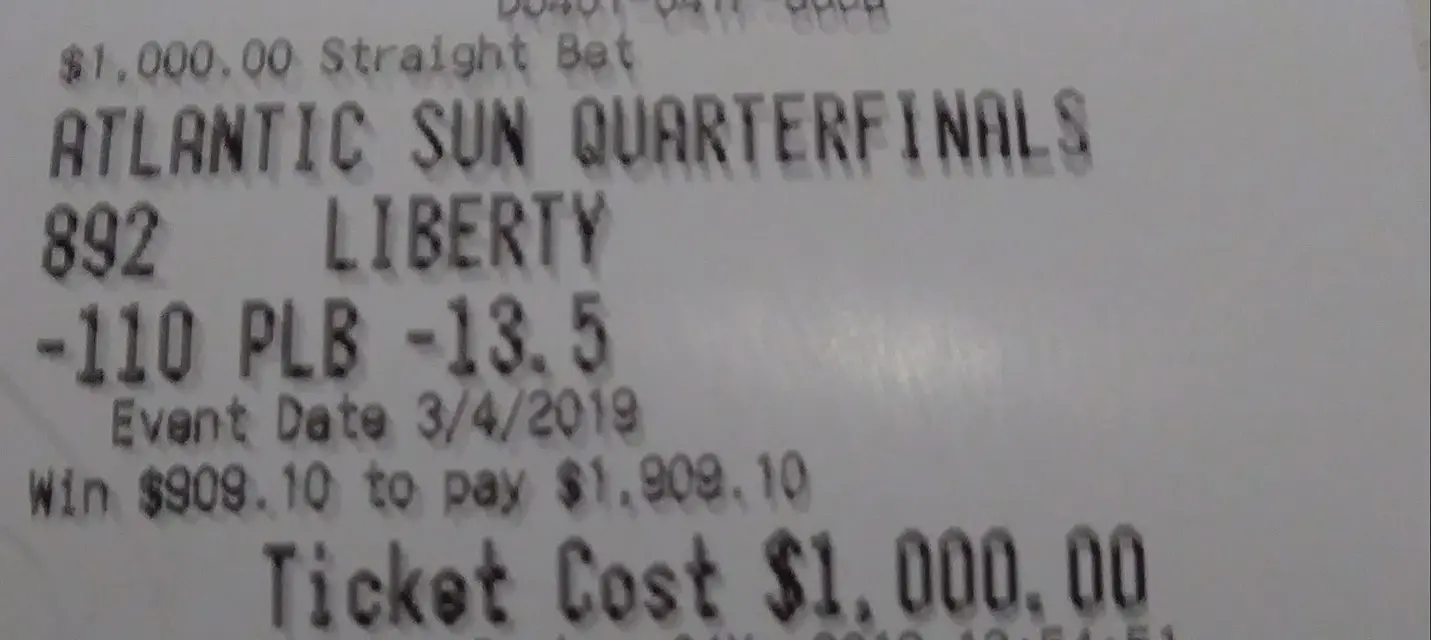 $1,000.00 Straight Bet
ATLANTIC SUN QUARTERFINALS
892 LIBERTY
-110 PLB -13.5
Event Date 3/4/2019
Win $909.10 to pay $1,909.10
Ticket Cost $1,000.00